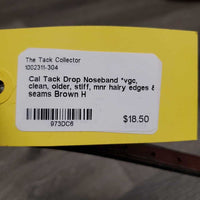 The Tack Collector
1302311-304
Cal Tack Drop Noseband *vgc,
clean, older, stiff, mnr hairy edges &
seams Brown H
973DC6
$18.50